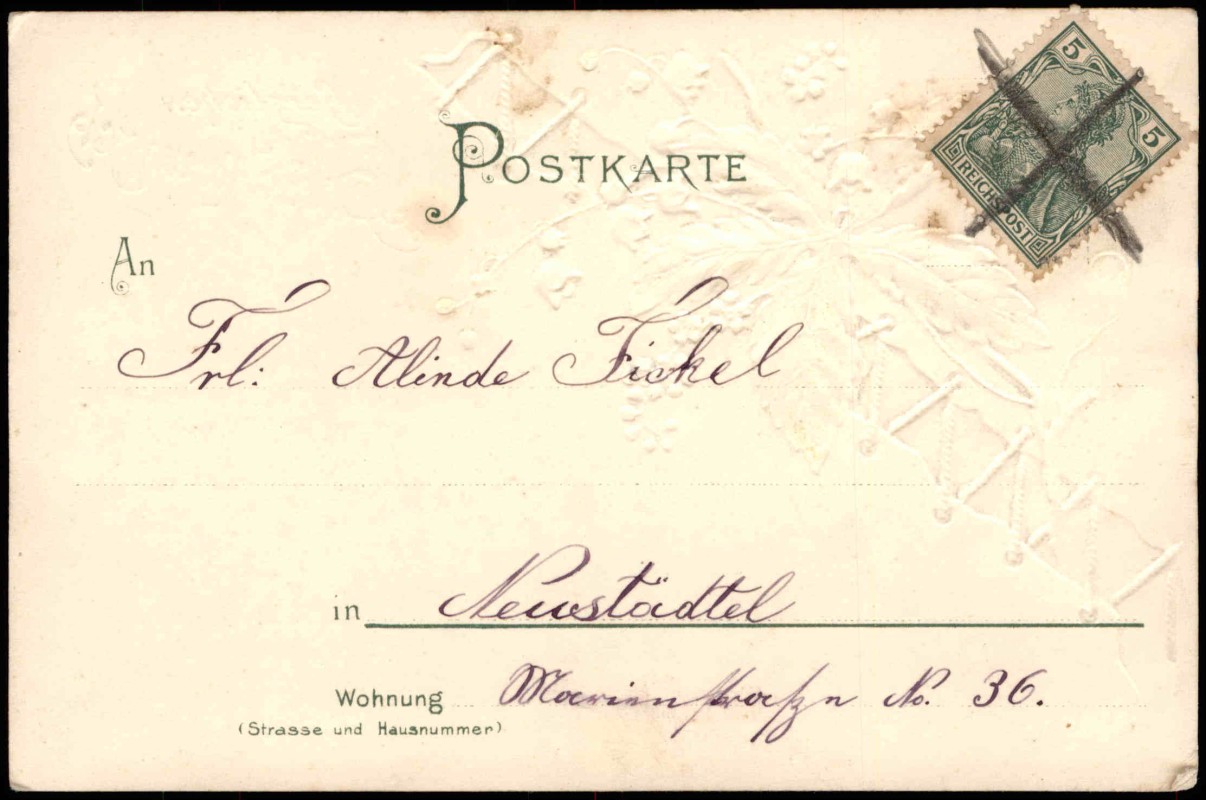 POSTKARTE
5
5
REICHSPOST
An
Frl: Alinde Fickel
in Neustädtel
Wohnung Marienstraße No. 36.
(Strasse und Hausnummer)